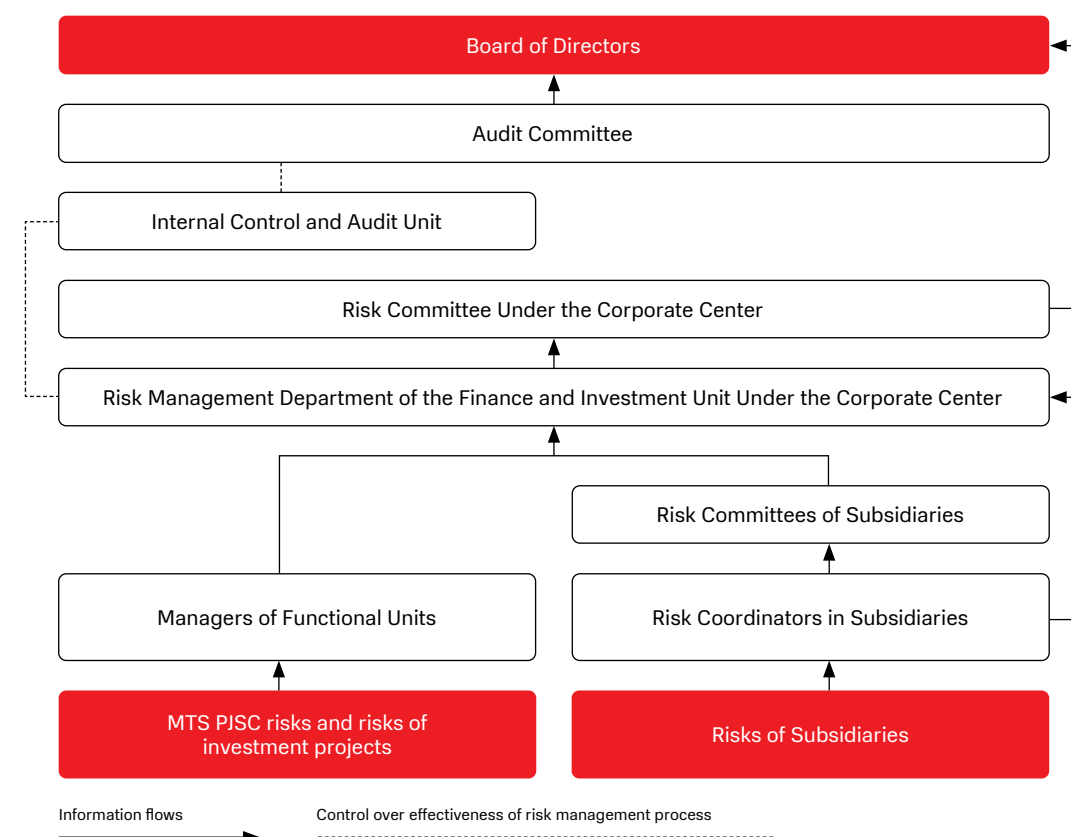 Board of Directors
Audit Committee
Internal Control and Audit Unit
Risk Committee Under the Corporate Center
Risk Management Department of the Finance and Investment Unit Under the Corporate Center
Risk Committees of Subsidiaries
Managers of Functional Units
Risk Coordinators in Subsidiaries
MTS PJSC risks and risks of
investment projects
Risks of Subsidiaries
Information flows
Control over effectiveness of risk management process